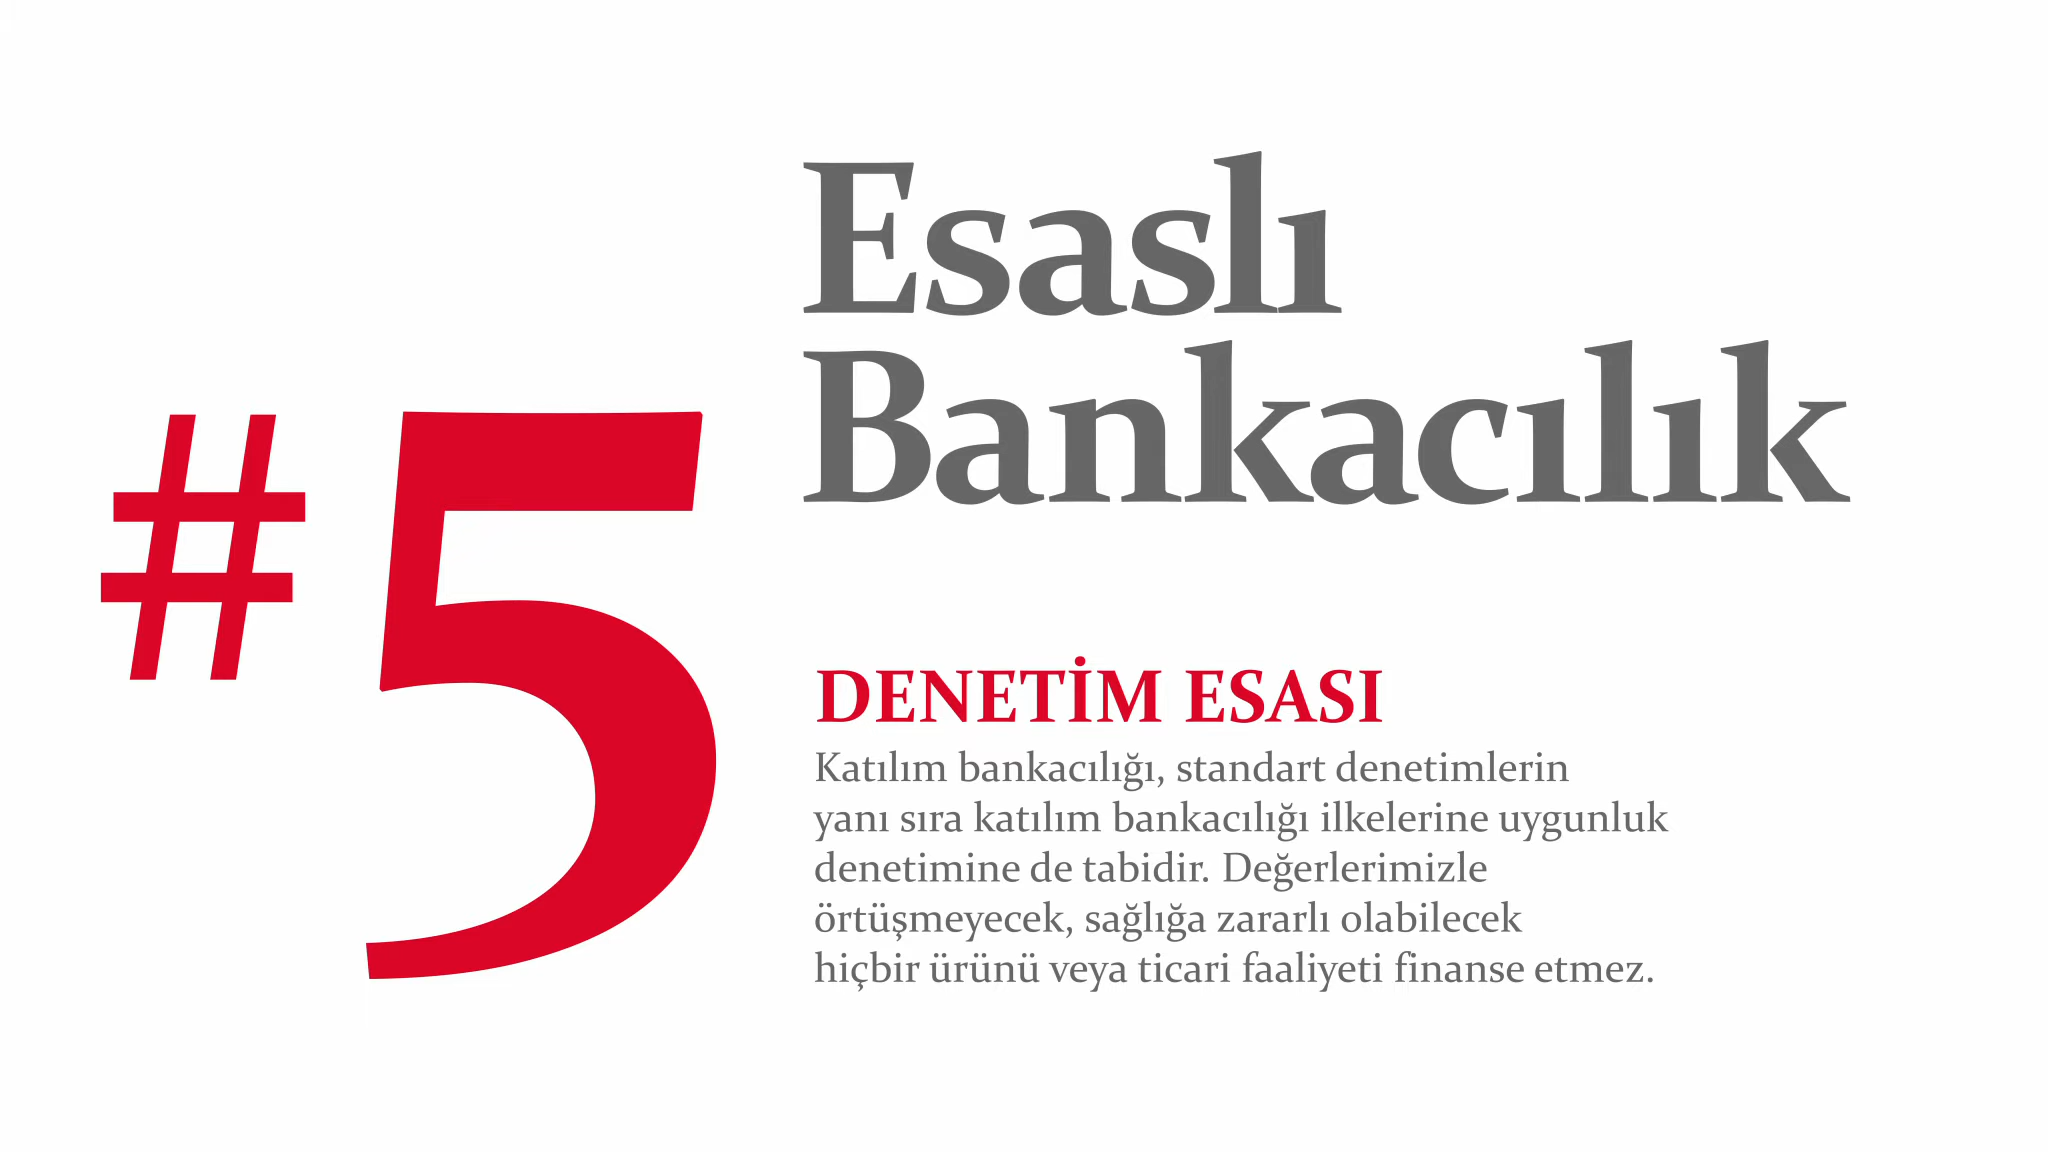 Esaslı
Bankacılık
#5
DENETİM ESASI
Katılım bankacılığı, standart denetimlerin
yanı sıra katılım bankacılığı ilkelerine uygunluk
denetimine de tabidir. Değerlerimizle
örtüşmeyecek, sağlığa zararlı olabilecek
hiçbir ürünü veya ticari faaliyeti finanse etmez.